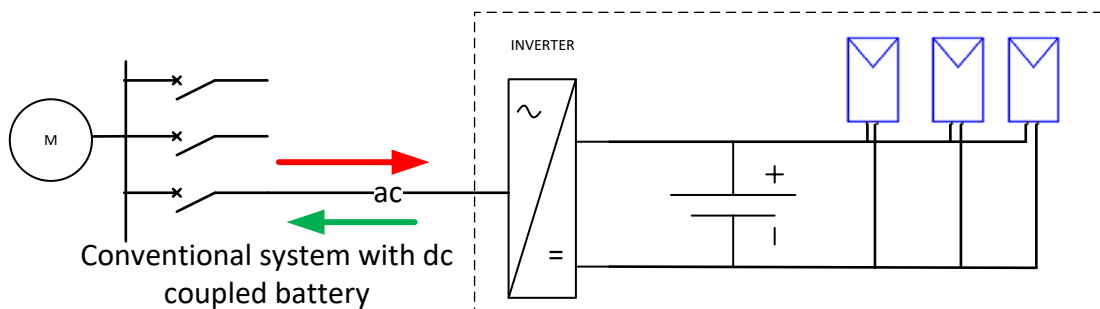 INVERTER
M
ac
Conventional system with dc
coupled battery